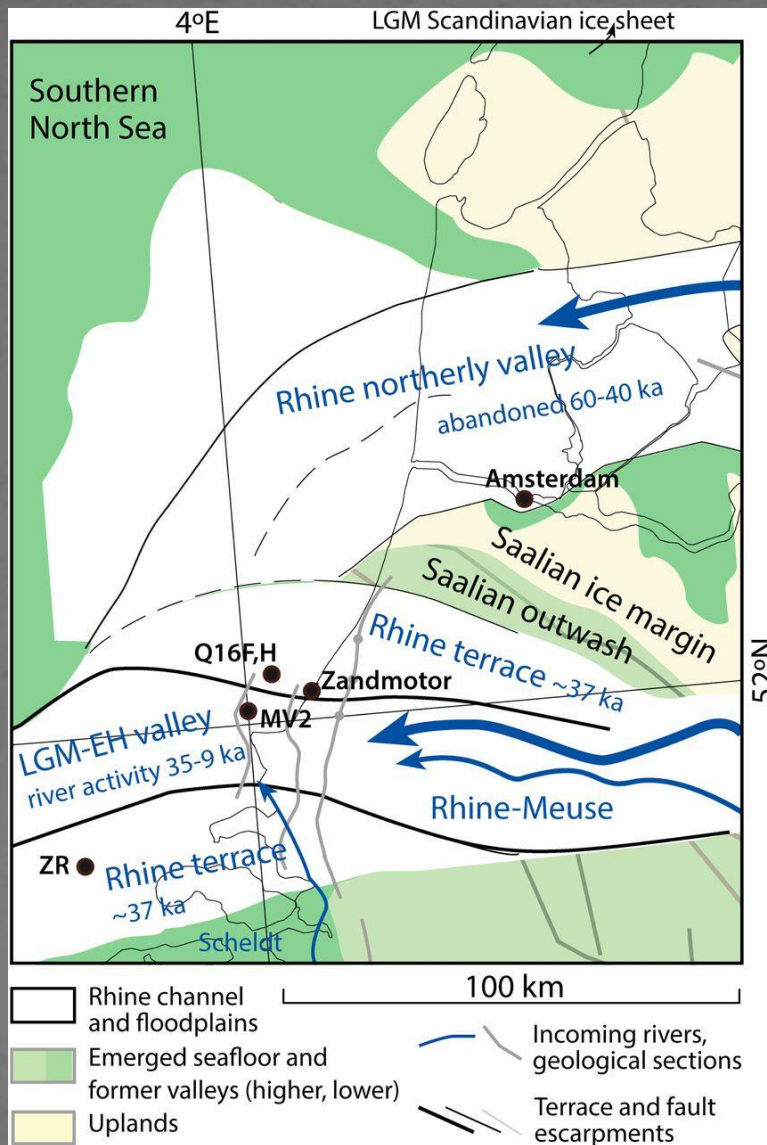 4ºE
LGM Scandinavian ice sheet
Southern
North Sea
Rhine northerly valley
abandoned 60-40 ka
Amsterdam
Saalian ice margin
Saalian outwash
Rhine terrace ~37 ka
52ºN
Q16F,H
Zandmotor
MV2
LGM-EH valley
river activity 35-9 ka
Rhine-Meuse
ZR
Rhine terrace
~37 ka
Scheldt
Rhine channel
and floodplains
Emerged seafloor and
former valleys (higher, lower)
Uplands
100 km
Incoming rivers,
geological sections
Terrace and fault
escarpments